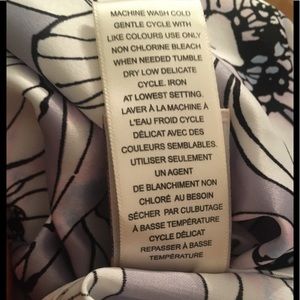 MACHINE WASH COLD
GENTLE CYCLE WITH
LIKE COLOURS USE ONLY
NON CHLORINE BLEACH
WHEN NEEDED TUMBLE
DRY LOW DELICATE
CYCLE. IRON
AT LOWEST SETTING.
LAVER À LA MACHINE À
L'EAU FROID CYCLE
DÉLICAT AVEC DES
COULEURS SEMBLABLES.
UTILISER SEULEMENT
UN AGENT
DE BLANCHIMENT NON
CHLORÉ AU BESOIN
SÉCHER PAR CULBUTAGE
À BASSE TEMPÉRATURE
CYCLE DÉLICAT
REPASSER À BASSE
TEMPÉRATURE